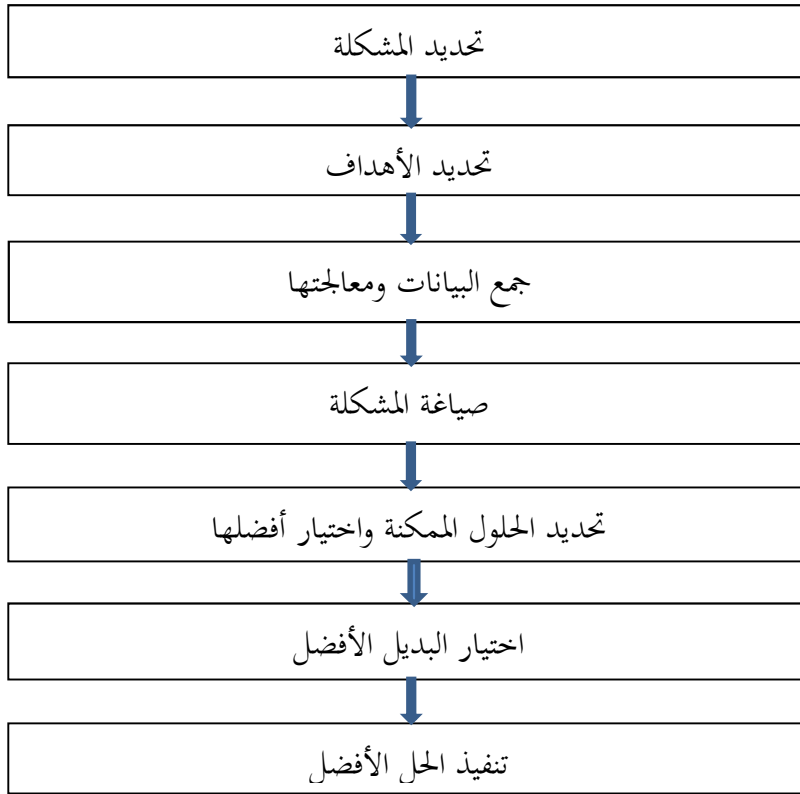 تحديد المشكلة
تحديد الأهداف
جمع البيانات ومعالجتها
صياغة المشكلة
تحديد الحلول الممكنة واختيار أفضلها
اختيار البديل الأفضل
تنفيذ الحل الأفضل